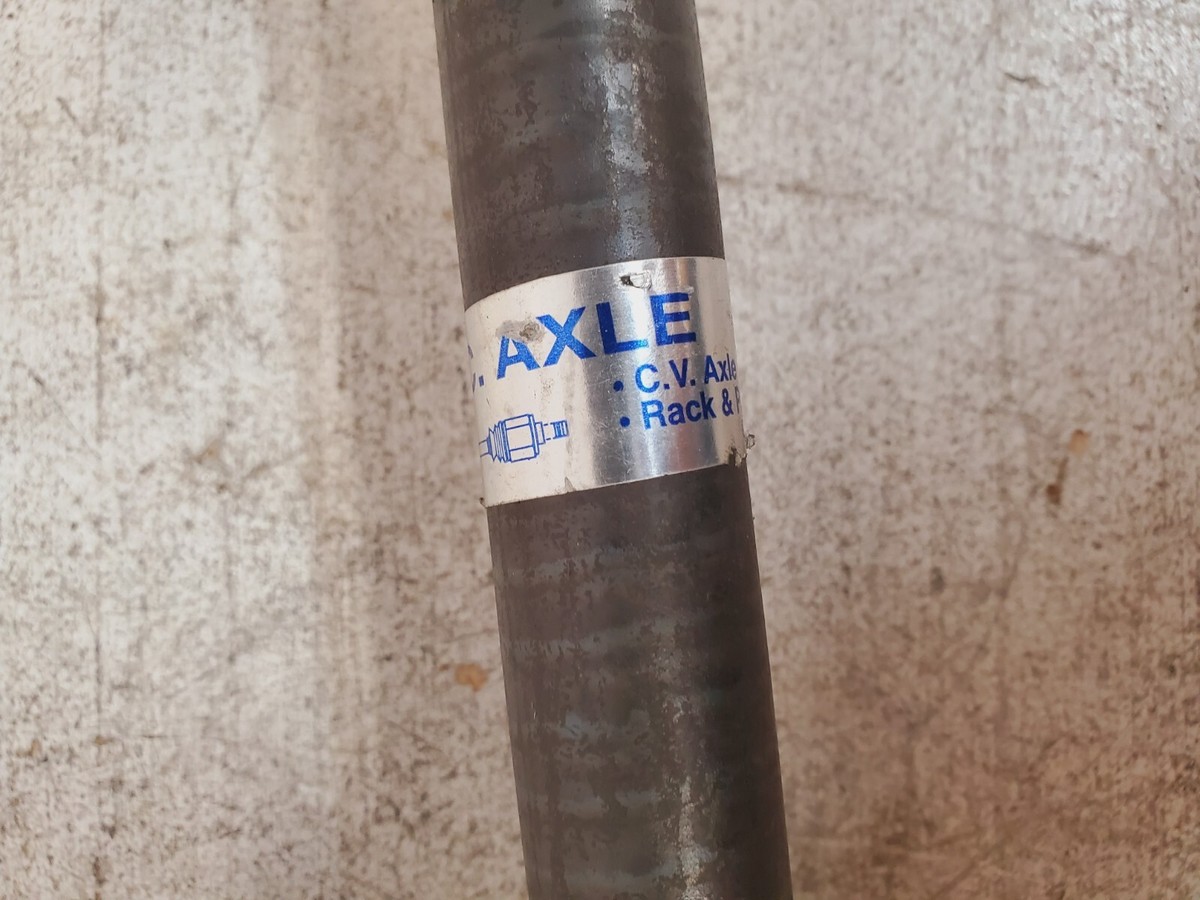 . AXLE
• C.V. Axle
• Rack &